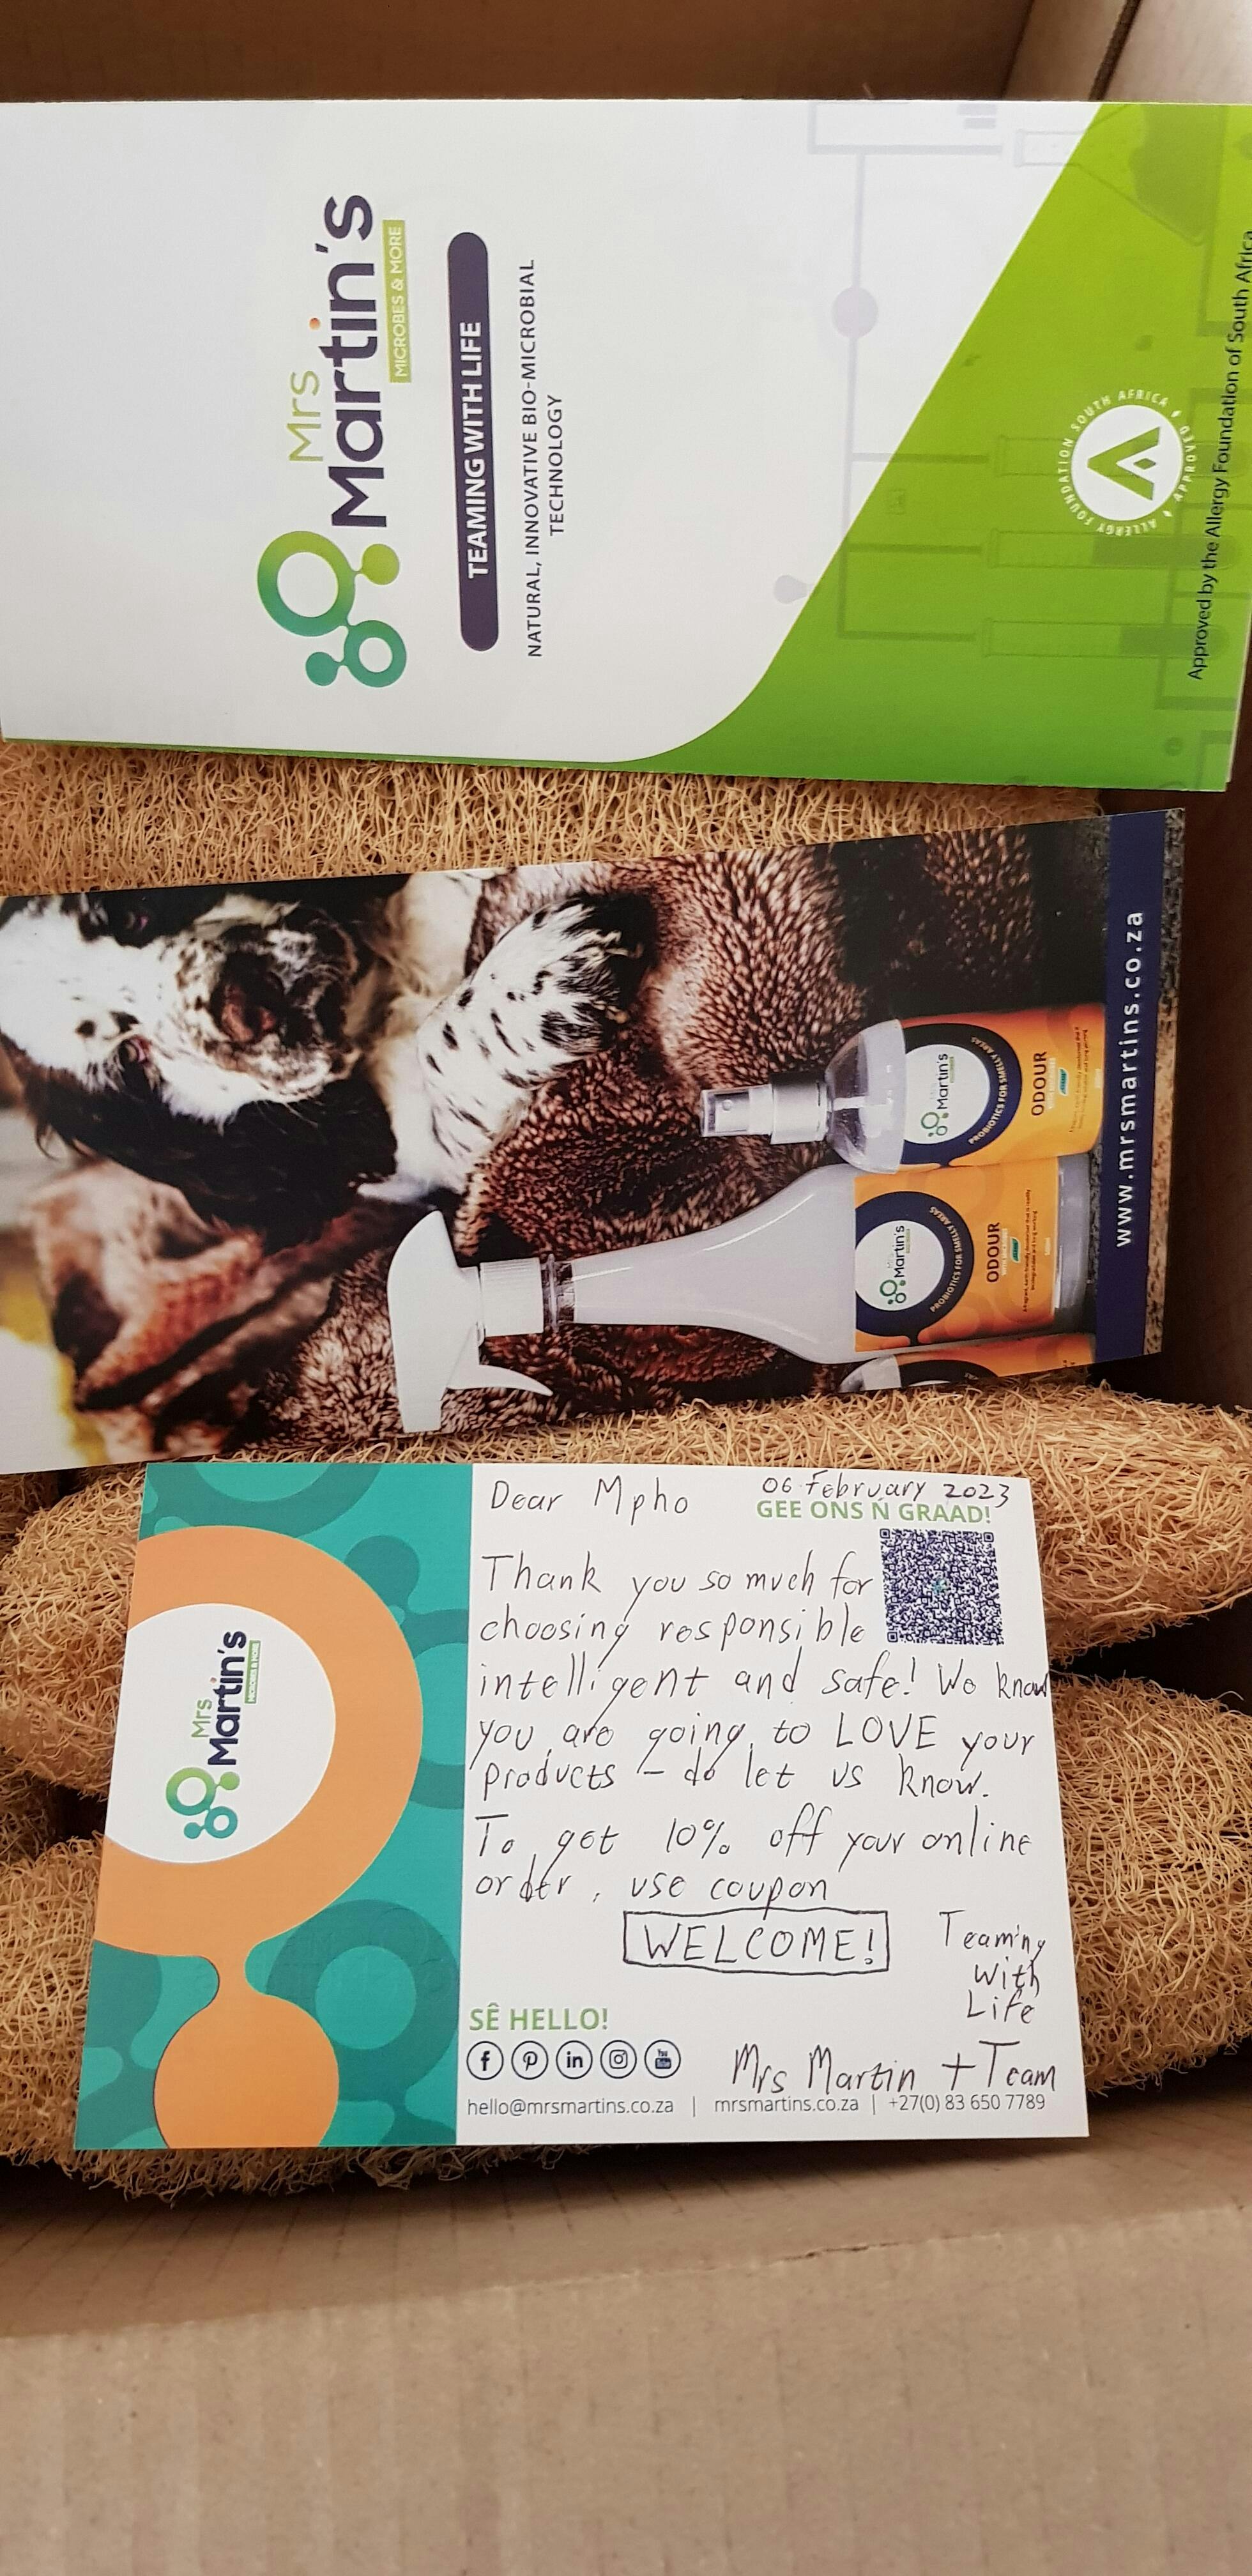 Mrs
Martin's
MICROBES & MORE
TEAMING WITH LIFE
NATURAL, INNOVATIVE BIO-MICROBIAL
TECHNOLOGY
ALLERGY FOUNDATION SOUTH AFRICA
APPROVED
Approved by the Allergy Foundation of South Africa
Martin's
PROBIOTICS FOR SMELLY AREAS
ODOUR
Mrs
Martin's
PROBIOTICS FOR SMELLY AREAS
ODOUR
www.mrsmartins.co.za
Mrs
Martin's
MICROBES & MORE
Dear Mpho
06 February 2023
GEE ONS N GRAAD!
Thank you so much for
choosing responsible
intelligent and safe! We know
you are going to LOVE your
products – do let us know.
To get 10% off your online
order, use coupon
WELCOME!
Teaming
With
Life
SÊ HELLO!
Mrs Martin + Team
hello@mrsmartins.co.za | mrsmartins.co.za | +27(0) 83 650 7789